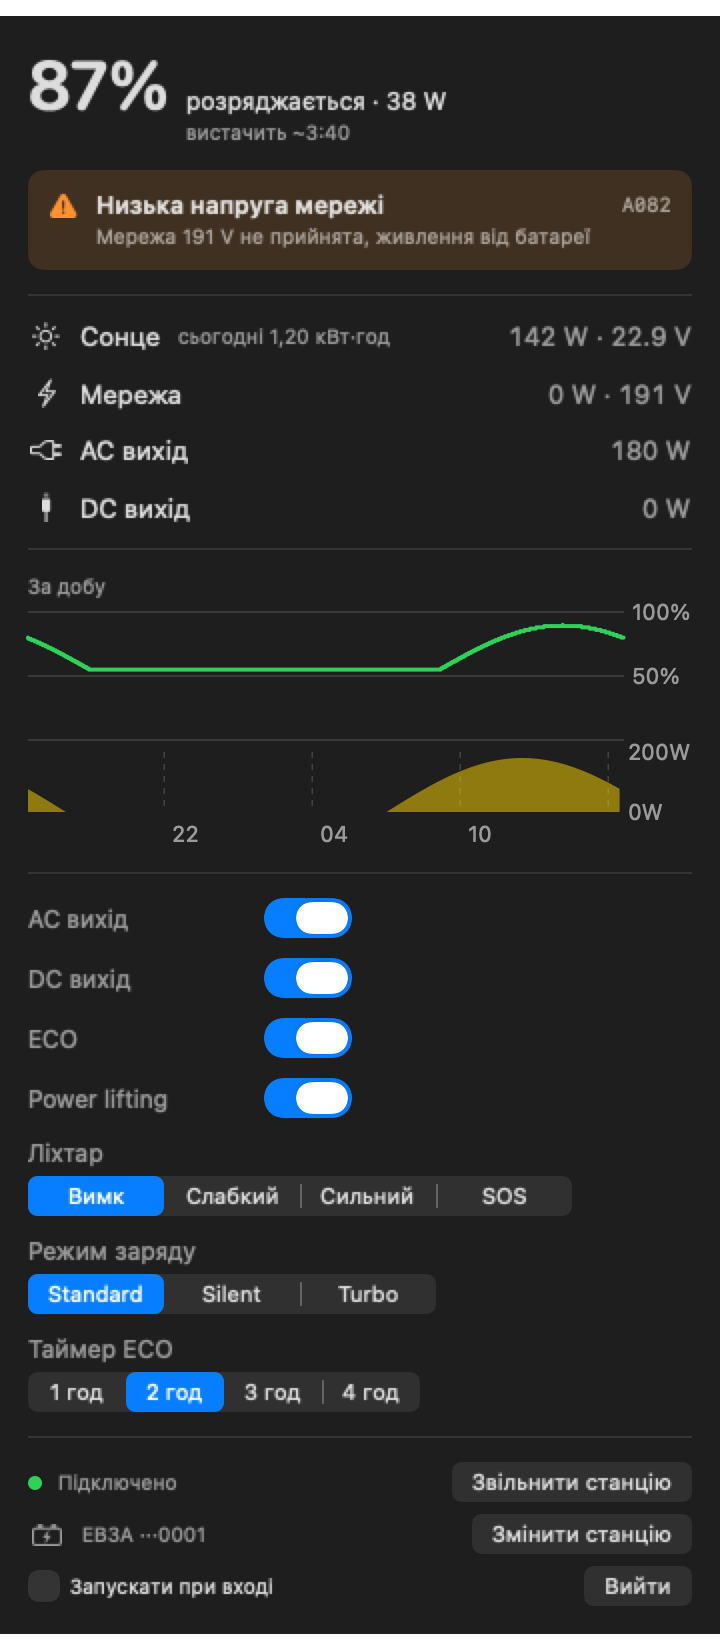 87% розряджається · 38 W
вистачить ~3:40
Низька напруга мережі A082
Мережа 191 V не прийнята, живлення від батареї
Сонце сьогодні 1,20 кВт·год 142 W · 22.9 V
Мережа 0 W · 191 V
AC вихід 180 W
DC вихід 0 W
За добу
100%
50%
200W
0W
22 04 10
AC вихід
DC вихід
ECO
Power lifting
Ліхтар
Вимк Слабкий Сильний SOS
Режим заряду
Standard Silent Turbo
Таймер ECO
1 год 2 год 3 год 4 год
Підключено Звільнити станцію
EB3A ···0001 Змінити станцію
Запускати при вході Вийти